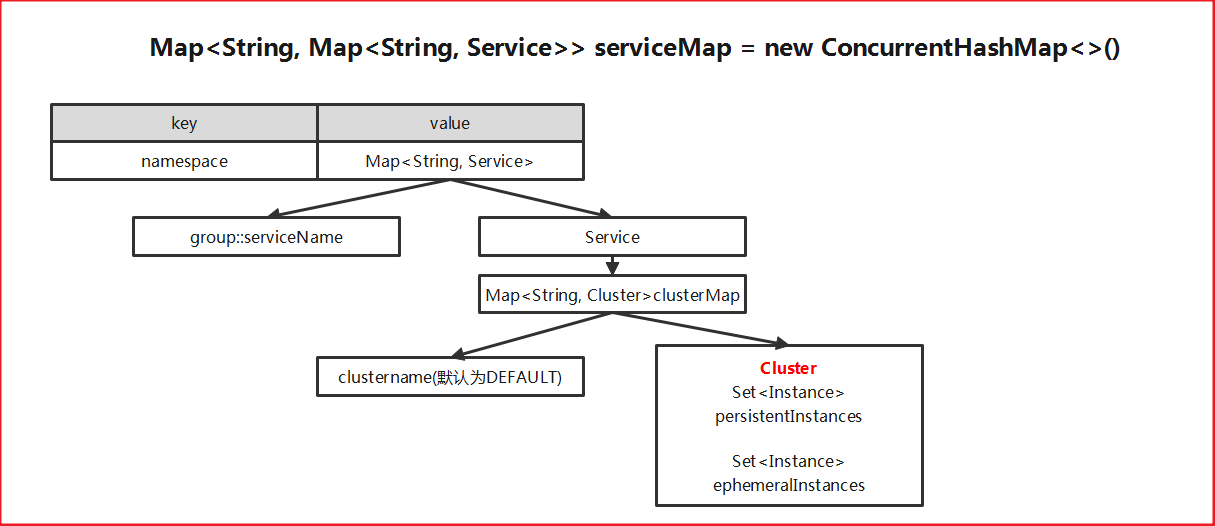 Map<String, Map<String, Service>> serviceMap = new ConcurrentHashMap<>()
key
value
namespace
Map<String, Service>
group::serviceName
Service
Map<String, Cluster>clusterMap
clustername(默认为DEFAULT)
Cluster
Set<Instance>
persistentInstances
Set<Instance>
ephemeralInstances